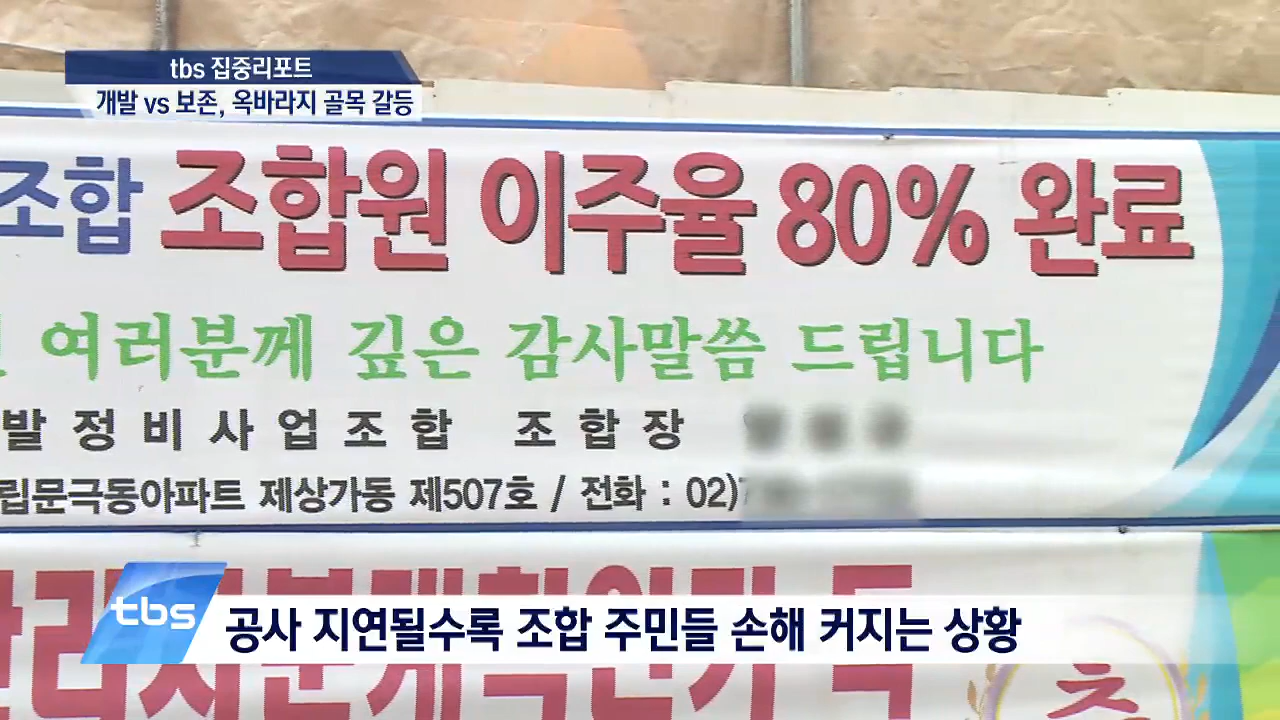 tbs 집중리포트
개발 vs 보존, 옥바라지 골목 갈등
조합 조합원 이주율 80% 완료
여러분께 깊은 감사말씀 드립니다
발정비사업조합 조합장
립문극동아파트 제상가동 제507호 / 전화 : 02)7
tbs
공사 지연될수록 조합 주민들 손해 커지는 상황
축